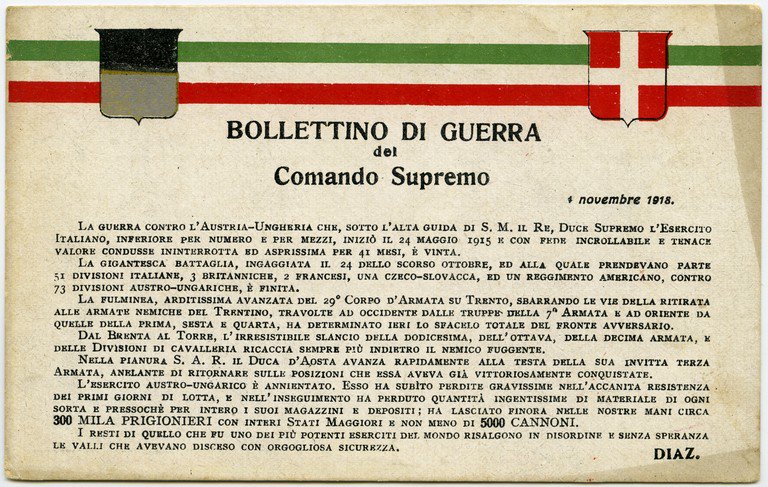 BOLLETTINO DI GUERRA
del
Comando Supremo
4 novembre 1918.
LA GUERRA CONTRO L'AUSTRIA-UNGHERIA CHE, SOTTO L'ALTA GUIDA DI S. M. IL RE, DUCE SUPREMO L'ESERCITO
ITALIANO, INFERIORE PER NUMERO E PER MEZZI, INIZIÒ IL 24 MAGGIO 1915 E CON FEDE INCROLLABILE E TENACE
VALORE CONDUSSE ININTERROTTA ED ASPRISSIMA PER 41 MESI, È VINTA.
LA GIGANTESCA BATTAGLIA, INGAGGIATA IL 24 DELLO SCORSO OTTOBRE, ED ALLA QUALE PRENDEVANO PARTE
51 DIVISIONI ITALIANE, 3 BRITANNICHE, 2 FRANCESI, UNA CZECO-SLOVACCA, ED UN REGGIMENTO AMERICANO, CONTRO
73 DIVISIONI AUSTRO-UNGARICHE, È FINITA.
LA FULMINEA, ARDITISSIMA AVANZATA DEL 29º CORPO D'ARMATA SU TRENTO, SBARRANDO LE VIE DELLA RITIRATA
ALLE ARMATE NEMICHE DEL TRENTINO, TRAVOLTE AD OCCIDENTE DALLE TRUPPE DELLA 7ª ARMATA E AD ORIENTE DA
QUELLE DELLA PRIMA, SESTA E QUARTA, HA DETERMINATO IERI LO SFACELO TOTALE DEL FRONTE AVVERSARIO.
DAL BRENTA AL TORRE, L'IRRESISTIBILE SLANCIO DELLA DODICESIMA, DELL'OTTAVA, DELLA DECIMA ARMATA, E
DELLE DIVISIONI DI CAVALLERIA RICACCIA SEMPRE PIÙ INDIETRO IL NEMICO FUGGENTE.
NELLA PIANURA S. A. R. IL DUCA D'AOSTA AVANZA RAPIDAMENTE ALLA TESTA DELLA SUA INVITTA TERZA
ARMATA, ANELANTE DI RITORNARE SULLE POSIZIONI CHE ESSA AVEVA GIÀ VITTORIOSAMENTE CONQUISTATE.
L'ESERCITO AUSTRO-UNGARICO È ANNIENTATO. ESSO HA SUBÌTO PERDITE GRAVISSIME NELL'ACCANITA RESISTENZA
DEI PRIMI GIORNI DI LOTTA, E NELL'INSEGUIMENTO HA PERDUTO QUANTITÀ INGENTISSIME DI MATERIALE DI OGNI
SORTA E PRESSOCHÈ PER INTERO I SUOI MAGAZZINI E DEPOSITI; HA LASCIATO FINORA NELLE NOSTRE MANI CIRCA
300 MILA PRIGIONIERI CON INTERI STATI MAGGIORI E NON MENO DI 5000 CANNONI.
I RESTI DI QUELLO CHE FU UNO DEI PIÙ POTENTI ESERCITI DEL MONDO RISALGONO IN DISORDINE E SENZA SPERANZA
LE VALLI CHE AVEVANO DISCESO CON ORGOGLIOSA SICUREZZA.
DIAZ.